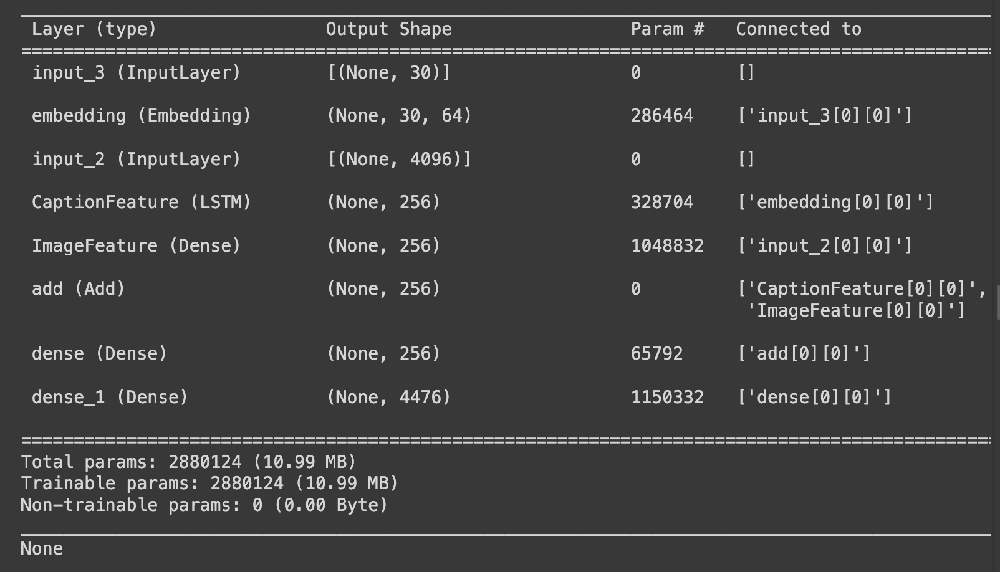 Layer (type) Output Shape Param # Connected to
input_3 (InputLayer) [(None, 30)] 0 []
embedding (Embedding) (None, 30, 64) 286464 ['input_3[0][0]']
input_2 (InputLayer) [(None, 4096)] 0 []
CaptionFeature (LSTM) (None, 256) 328704 ['embedding[0][0]']
ImageFeature (Dense) (None, 256) 1048832 ['input_2[0][0]']
add (Add) (None, 256) 0 ['CaptionFeature[0][0]',
'ImageFeature[0][0]']
dense (Dense) (None, 256) 65792 ['add[0][0]']
dense_1 (Dense) (None, 4476) 1150332 ['dense[0][0]']
Total params: 2880124 (10.99 MB)
Trainable params: 2880124 (10.99 MB)
Non-trainable params: 0 (0.00 Byte)
None